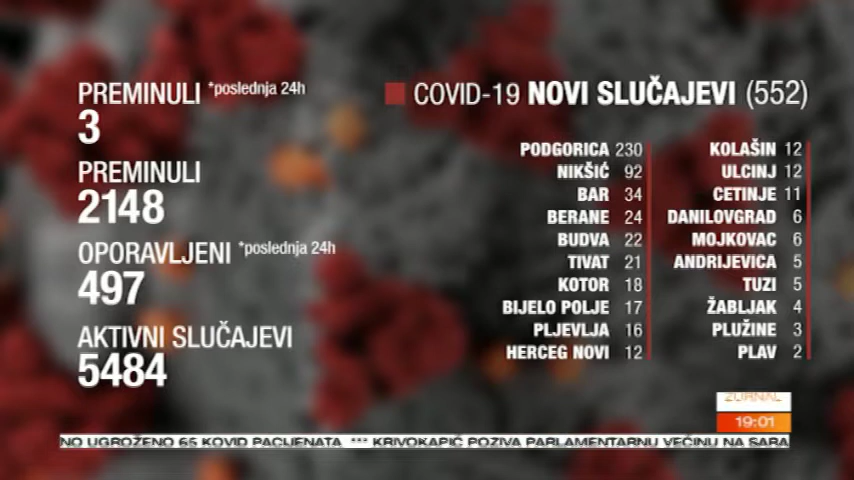 PREMINULI *poslednja 24h
3
PREMINULI
2148
OPORAVLJENI *poslednja 24h
497
AKTIVNI SLUČAJEVI
5484
COVID-19 NOVI SLUČAJEVI (552)
PODGORICA 230
NIKŠIĆ 92
BAR 34
BERANE 24
BUDVA 22
TIVAT 21
KOTOR 18
BIJELO POLJE 17
PLJEVLJA 16
HERCEG NOVI 12
KOLAŠIN 12
ULCINJ 12
CETINJE 11
DANILOVGRAD 6
MOJKOVAC 6
ANDRIJEVICA 5
TUZI 5
ŽABLJAK 4
PLUŽINE 3
PLAV 2
ŽURNAL
19:01
NO UGROŽENO 65 KOVID PACIJENATA *** KRIVOKAPIĆ POZIVA PARLAMENTARNU VEĆINU NA SARA